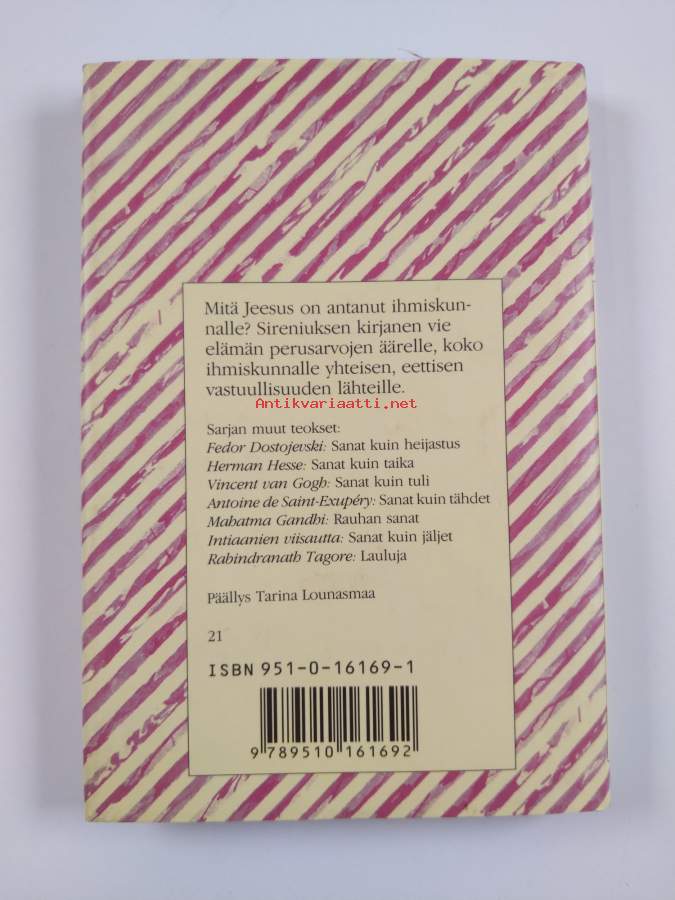 Mitä Jeesus on antanut ihmiskun-
nalle? Sireniuksen kirjanen vie
elämän perusarvojen äärelle, koko
ihmiskunnalle yhteisen, eettisen
vastuullisuuden lähteille.
Antikvariaatti.net
Sarjan muut teokset:
Fedor Dostojevski: Sanat kuin heijastus
Herman Hesse: Sanat kuin taika
Vincent van Gogh: Sanat kuin tuli
Antoine de Saint-Exupéry: Sanat kuin tähdet
Mahatma Gandhi: Rauhan sanat
Intiaanien viisautta: Sanat kuin jäljet
Rabindranath Tagore: Lauluja
Päällys Tarina Lounasmaa
21
ISBN 951-0-16169-1
9 789510 161692